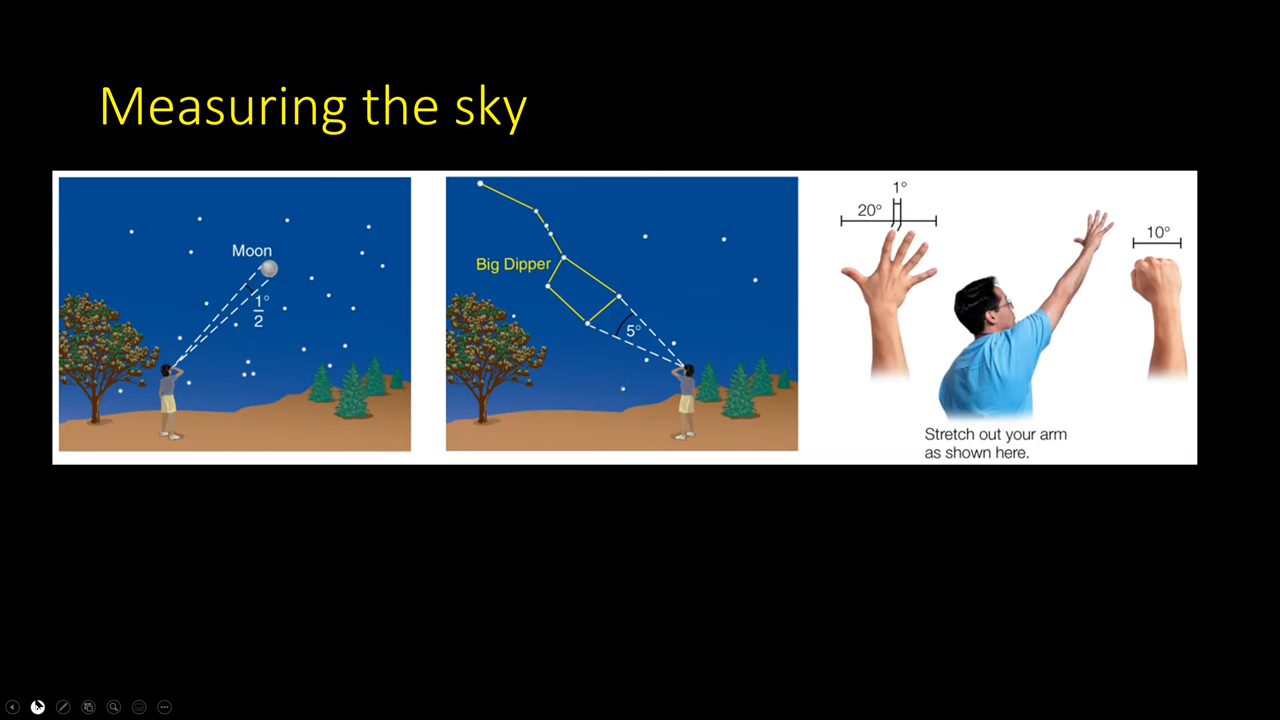 Measuring the sky
Moon
1/2°
Big Dipper
5°
1°
20°
10°
Stretch out your arm
as shown here.